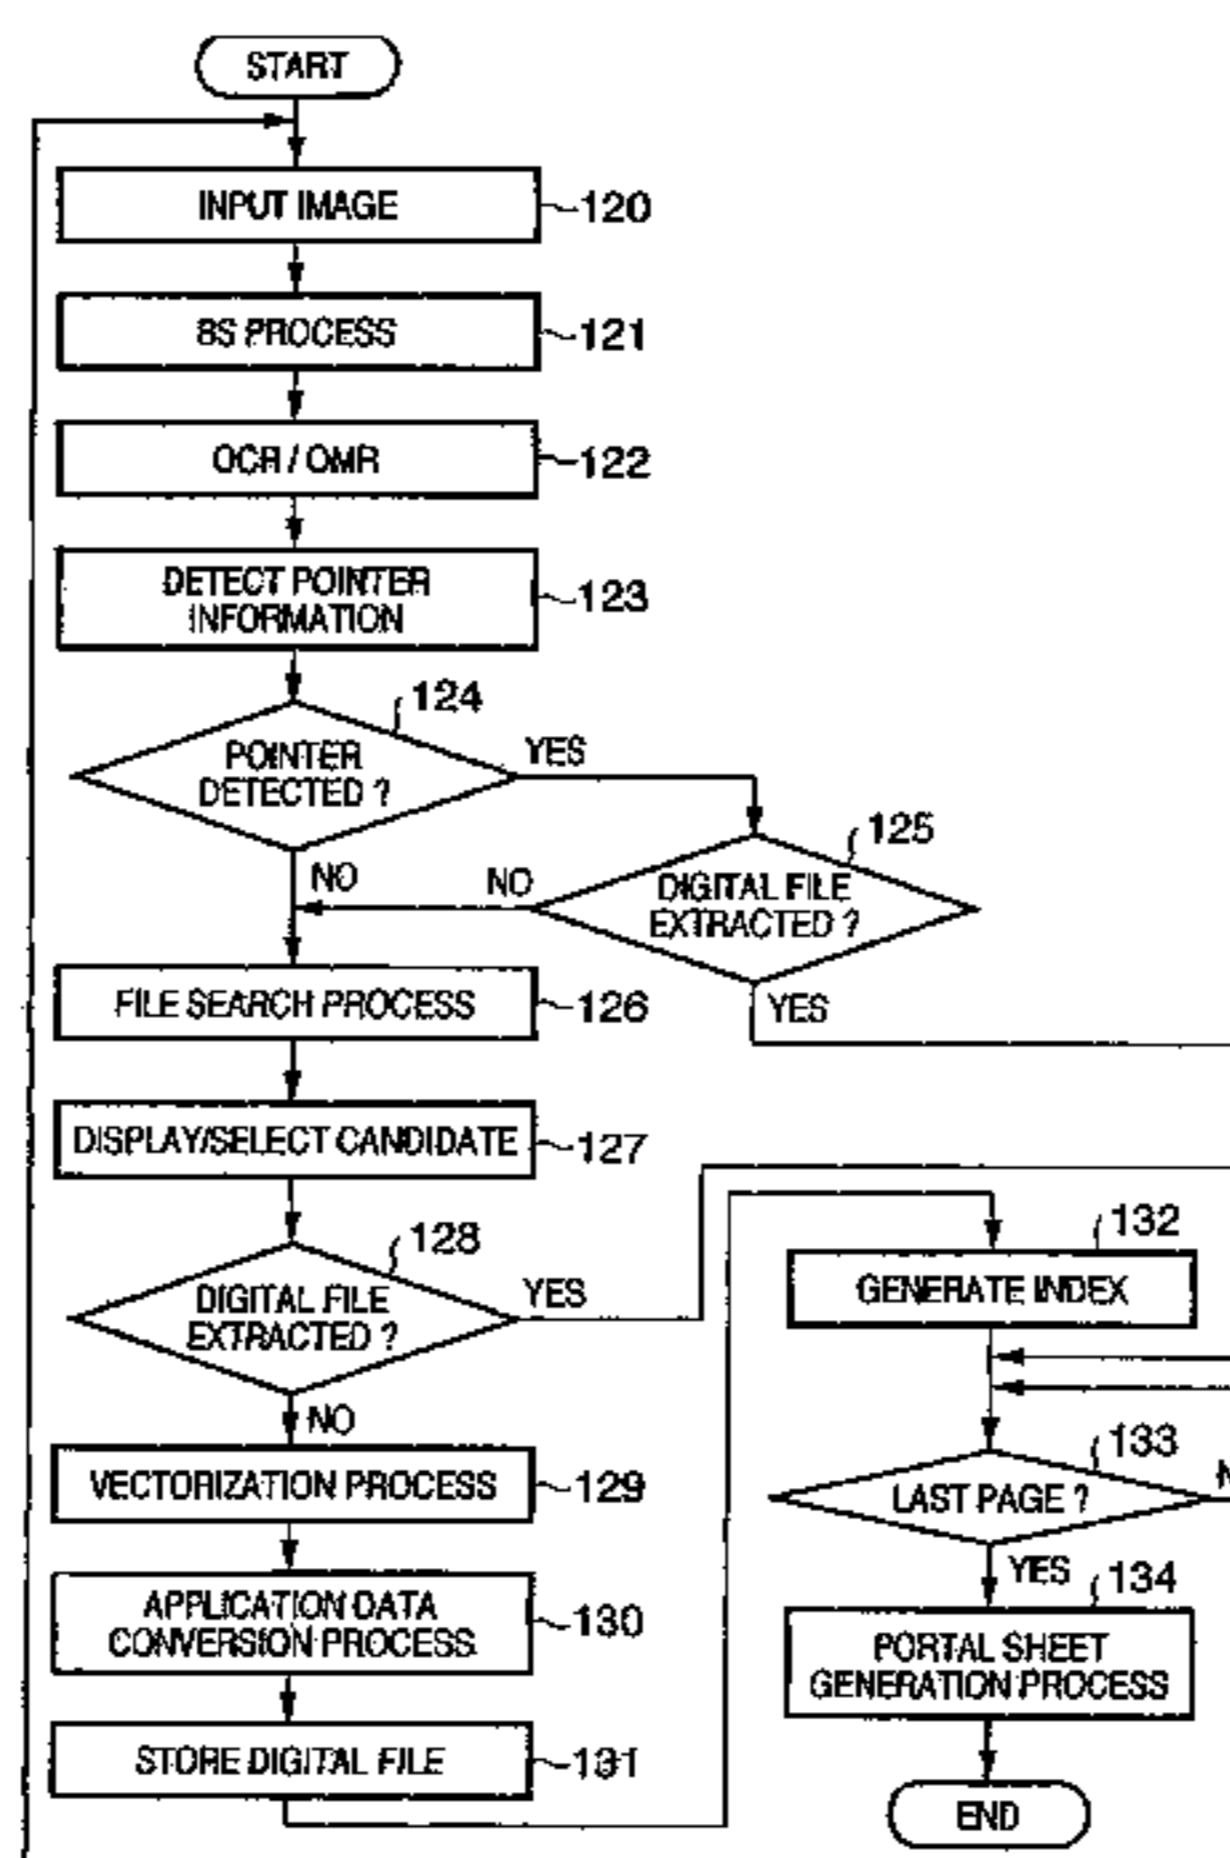 START
INPUT IMAGE
120
BS PROCESS
121
OCR / OMR
122
DETECT POINTER
INFORMATION
123
124
POINTER
DETECTED ?
YES
NO
125
DIGITAL FILE
EXTRACTED ?
NO
YES
FILE SEARCH PROCESS
126
DISPLAY/SELECT CANDIDATE
127
128
DIGITAL FILE
EXTRACTED ?
YES
NO
VECTORIZATION PROCESS
129
APPLICATION DATA
CONVERSION PROCESS
130
STORE DIGITAL FILE
131
132
GENERATE INDEX
133
LAST PAGE ?
YES
134
PORTAL SHEET
GENERATION PROCESS
END